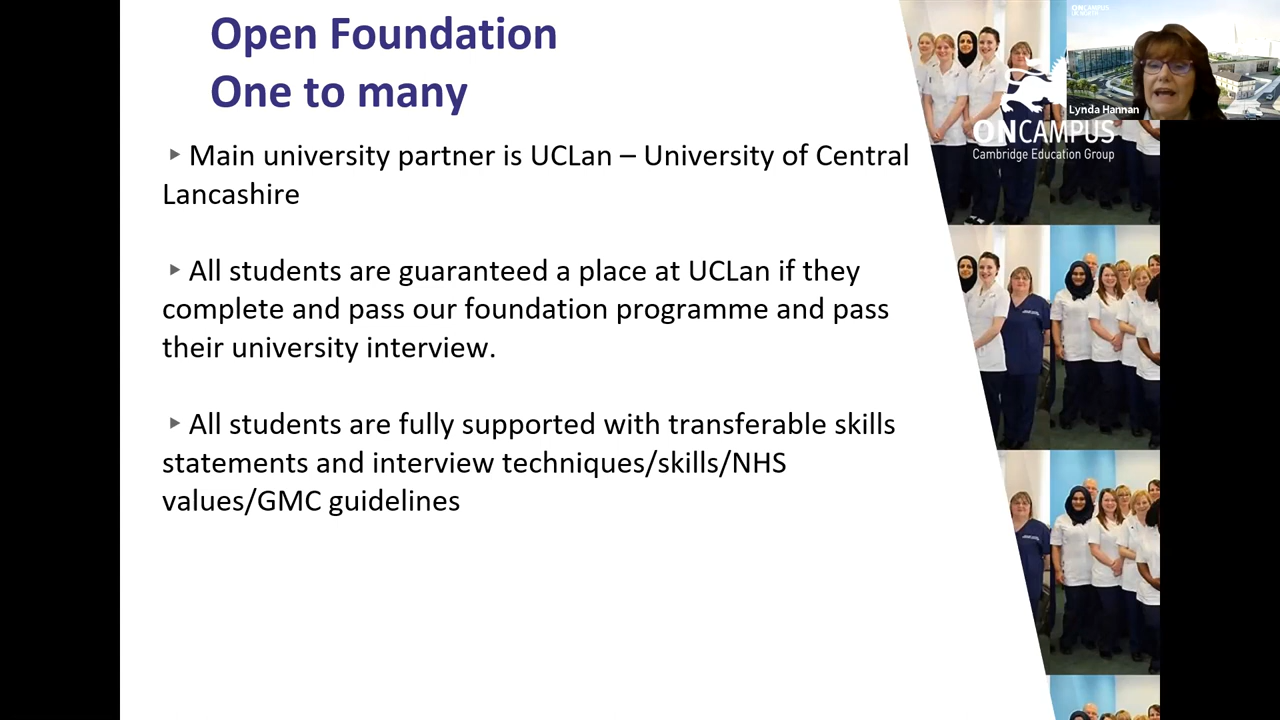 Open Foundation
One to many
Main university partner is UCLan – University of Central
Lancashire
All students are guaranteed a place at UCLan if they
complete and pass our foundation programme and pass
their university interview.
All students are fully supported with transferable skills
statements and interview techniques/skills/NHS
values/GMC guidelines
ONCAMPUS
Cambridge Education Group
ONCAMPUS
UK NORTH
Lynda Hannan